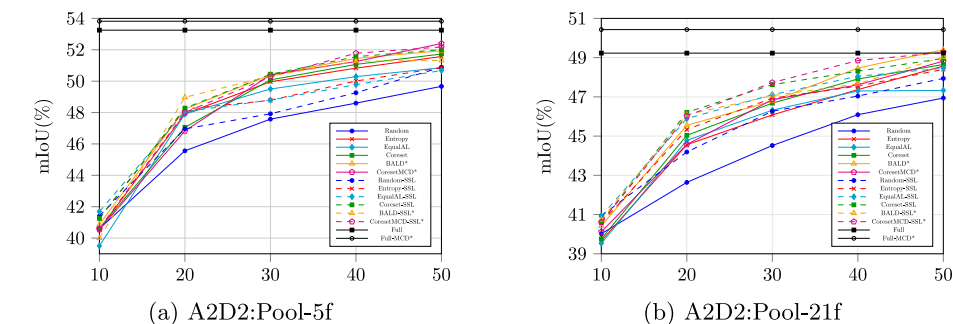 54
52
50
48
46
44
42
40
mIoU(%)
10 20 30 40 50
Random
Entropy
EqualAL
Coreset
BALD*
CoresetMCD*
Random-SSL
Entropy-SSL
EqualAL-SSL
Coreset-SSL
BALD-SSL*
CoresetMCD-SSL*
Full
Full-MCD*
(a) A2D2:Pool-5f
51
49
47
45
43
41
39
mIoU(%)
10 20 30 40 50
Random
Entropy
EqualAL
Coreset
BALD*
CoresetMCD*
Random-SSL
Entropy-SSL
EqualAL-SSL
Coreset-SSL
BALD-SSL*
CoresetMCD-SSL*
Full
Full-MCD*
(b) A2D2:Pool-21f